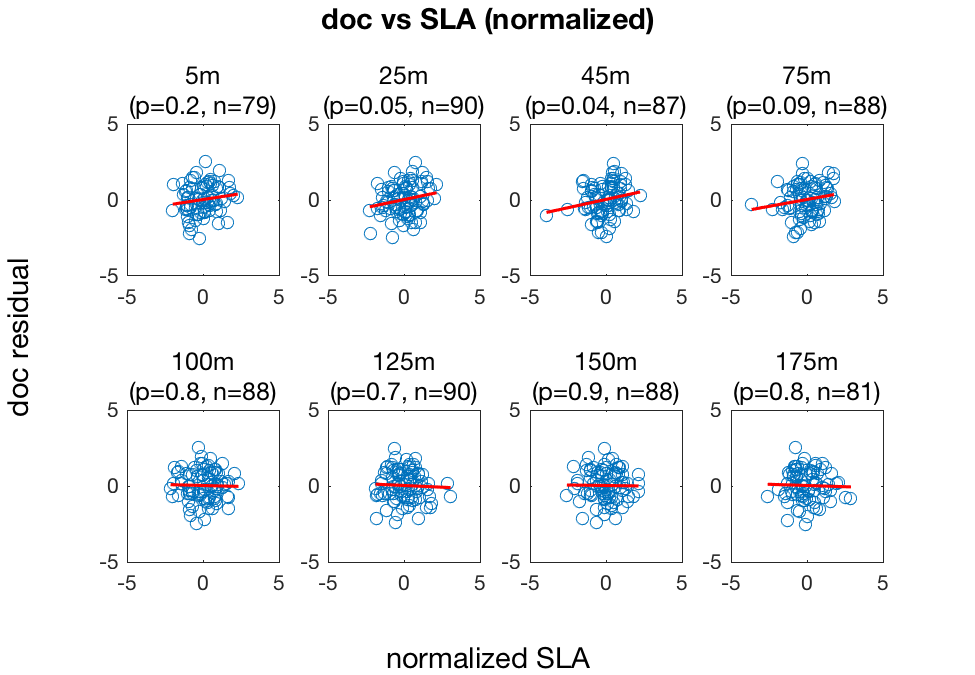 doc vs SLA (normalized)
5m
(p=0.2, n=79)
25m
(p=0.05, n=90)
45m
(p=0.04, n=87)
75m
(p=0.09, n=88)
5
0
-5
-5 0 5
5
0
-5
-5 0 5
5
0
-5
-5 0 5
5
0
-5
-5 0 5
doc residual
100m
(p=0.8, n=88)
125m
(p=0.7, n=90)
150m
(p=0.9, n=88)
175m
(p=0.8, n=81)
5
0
-5
-5 0 5
5
0
-5
-5 0 5
5
0
-5
-5 0 5
5
0
-5
-5 0 5
normalized SLA